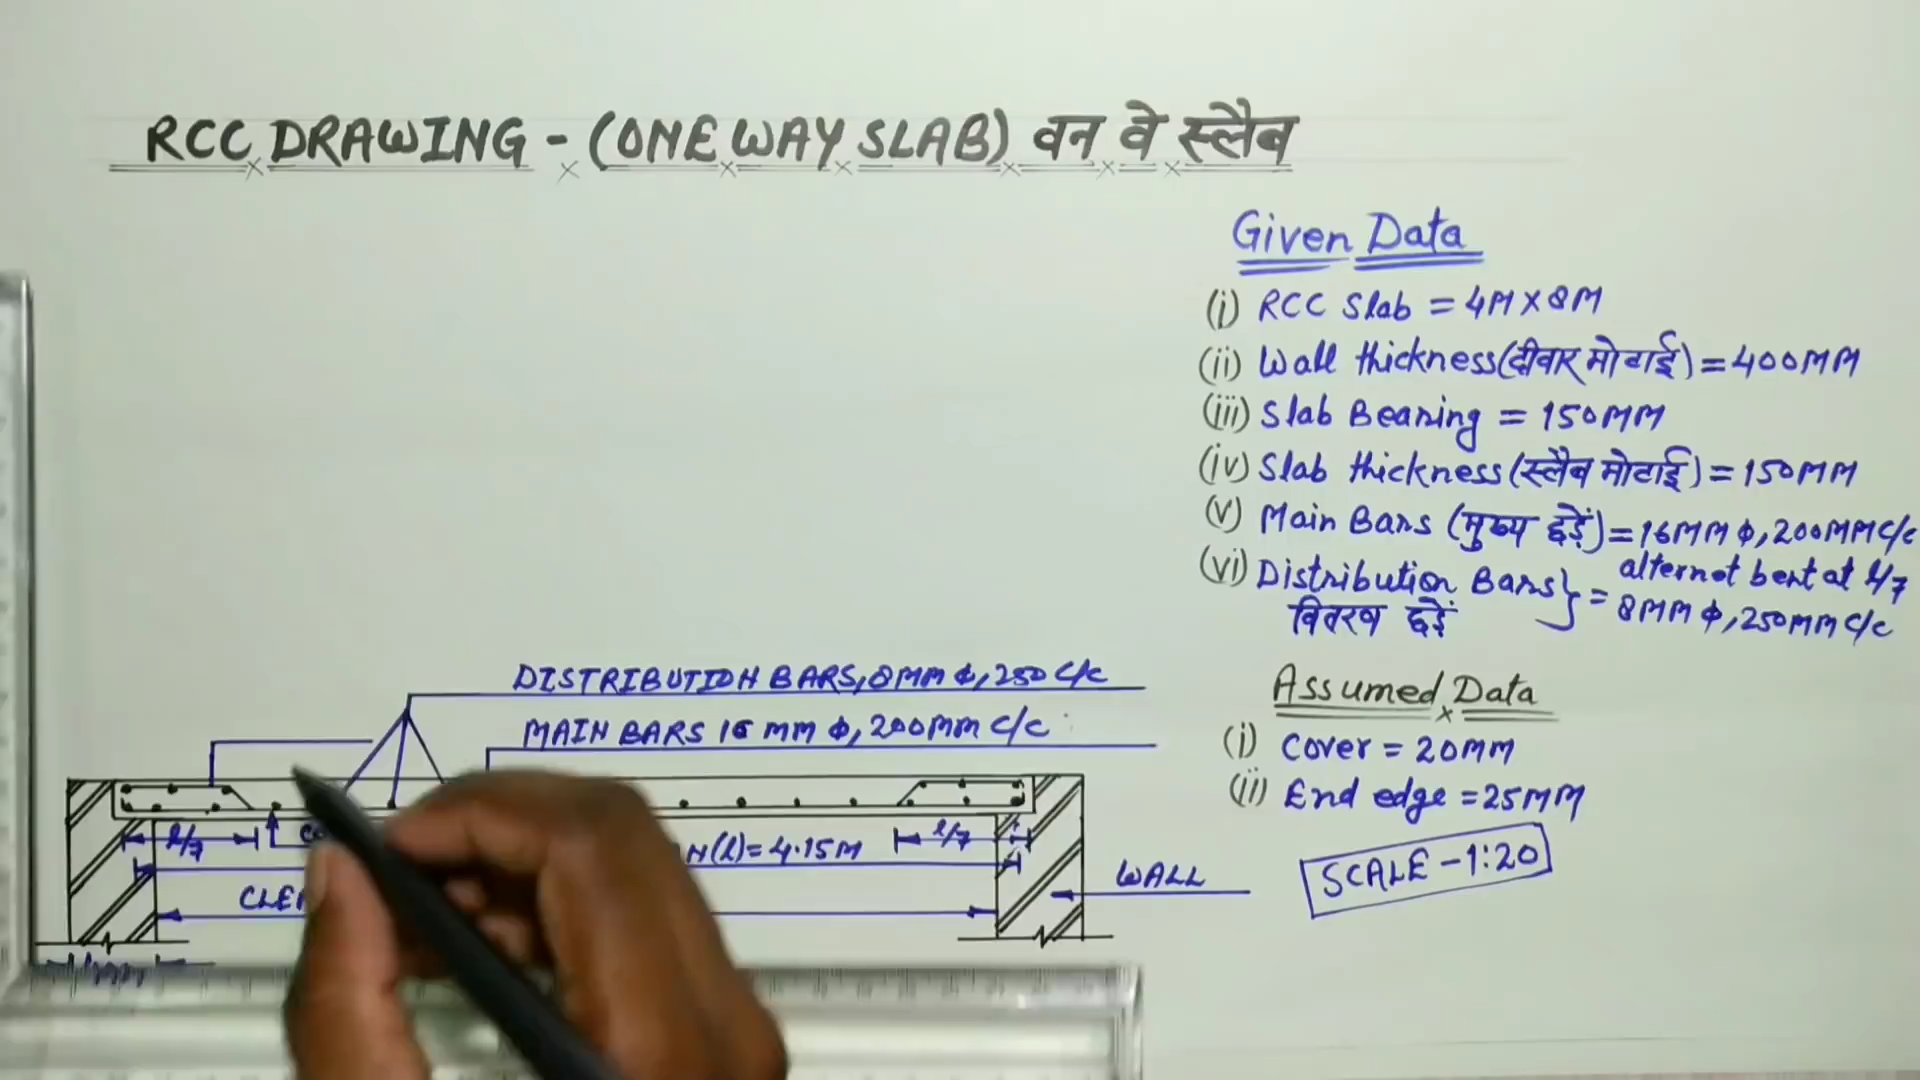 RCC DRAWING - (ONE WAY SLAB) वन वे स्लैब
Given Data
(i) RCC Slab = 4M X 8M
(ii) Wall thickness (दीवार मोटाई) = 400MM
(iii) Slab Bearing = 150MM
(iv) Slab thickness (स्लैब मोटाई) = 150MM
(v) Main Bars (मुख्य छड़ें) = 16MM ϕ, 200MM C/C
alternot bent at l/7
(vi) Distribution Bars} = 8MM ϕ, 250MM C/C
वितरव छड़ें
Assumed Data
(i) Cover = 20MM
(ii) End edge = 25MM
SCALE - 1:20
DISTRIBUTION BARS, 8MM ϕ, 250 C/C
MAIN BARS 16 MM ϕ, 200MM C/C
l/7
l/7
N(l) = 4.15M
WALL
CLE